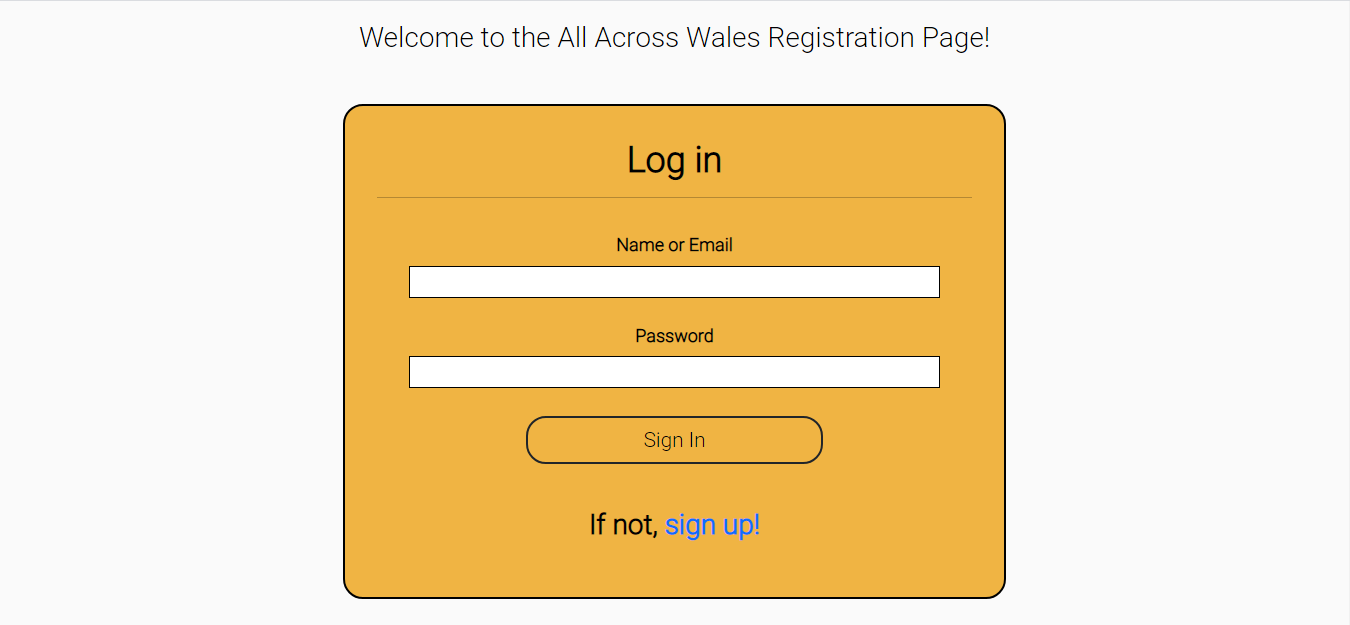 Welcome to the All Across Wales Registration Page!
Log in
Name or Email
Password
Sign In
If not, sign up!